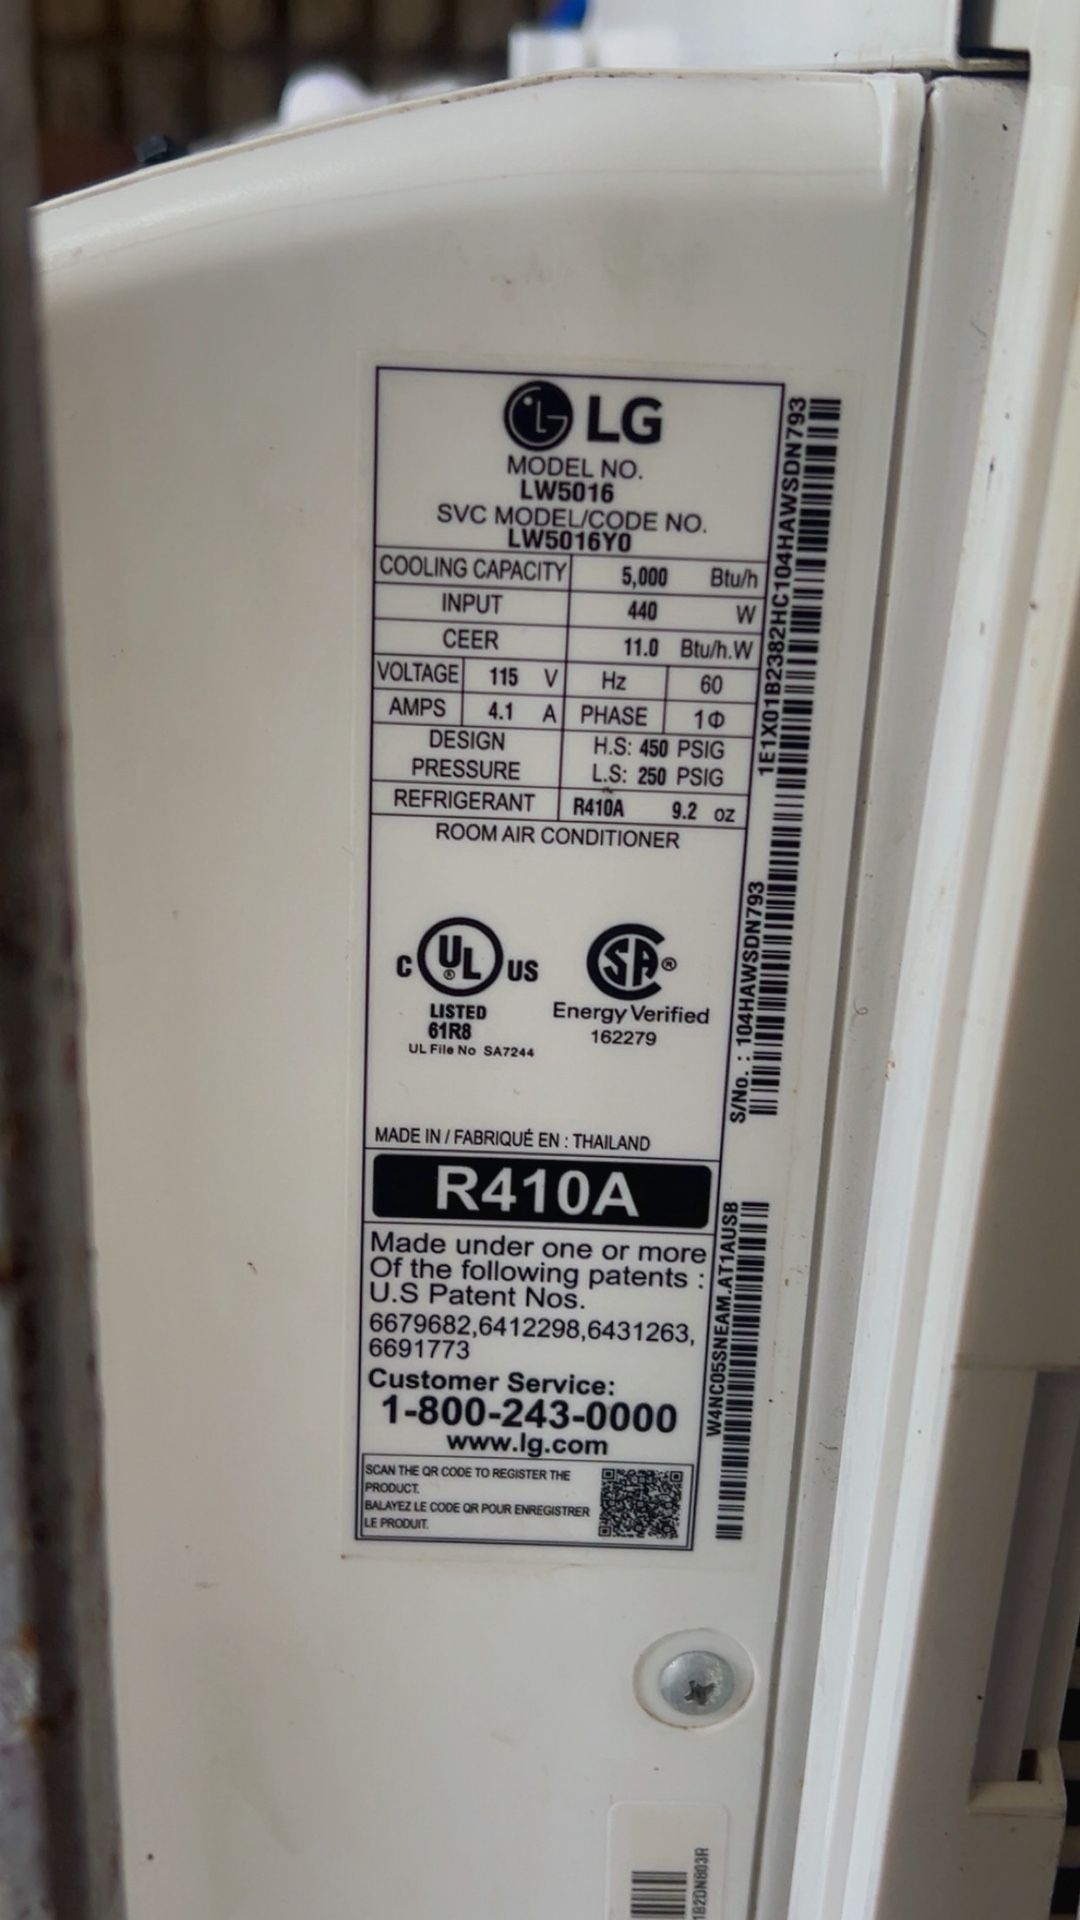 LG
MODEL NO.
LW5016
SVC MODEL/CODE NO.
LW5016Y0
COOLING CAPACITY 5,000 Btu/h
INPUT 440 W
CEER 11.0 Btu/h.W
VOLTAGE 115 V Hz 60
AMPS 4.1 A PHASE 1Φ
DESIGN H.S: 450 PSIG
PRESSURE L.S: 250 PSIG
REFRIGERANT R410A 9.2 oz
ROOM AIR CONDITIONER
C UL ® US SA ®
LISTED Energy Verified
61R8 162279
UL File No SA7244
MADE IN / FABRIQUÉ EN : THAILAND
R410A
Made under one or more
Of the following patents :
U.S Patent Nos.
6679682,6412298,6431263,
6691773
Customer Service:
1-800-243-0000
www.lg.com
SCAN THE QR CODE TO REGISTER THE
PRODUCT.
BALAYEZ LE CODE QR POUR ENREGISTRER
LE PRODUIT.
1E1X01B2382HC104HAWSDN793
S/No. : 104HAWSDN793
W4NC05SNEAM.AT1AUSB
1B2DN803R